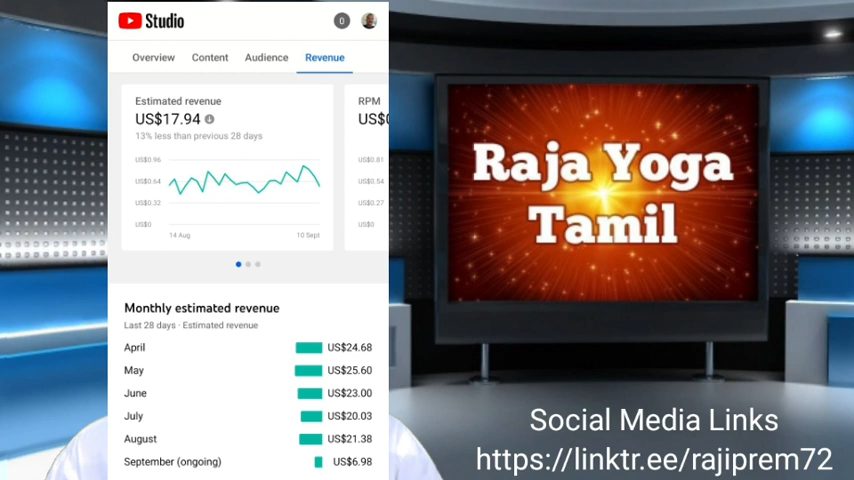 Studio
0
Overview Content Audience Revenue
Estimated revenue
US$17.94
13% less than previous 28 days
US$0.96
US$0.64
US$0.32
US$0
14 Aug 10 Sept
RPM
US$0
US$0.81
US$0.54
US$0.27
US$0
Monthly estimated revenue
Last 28 days · Estimated revenue
April US$24.68
May US$25.60
June US$23.00
July US$20.03
August US$21.38
September (ongoing) US$6.98
Raja Yoga
Tamil
Social Media Links
https://linktr.ee/rajiprem72